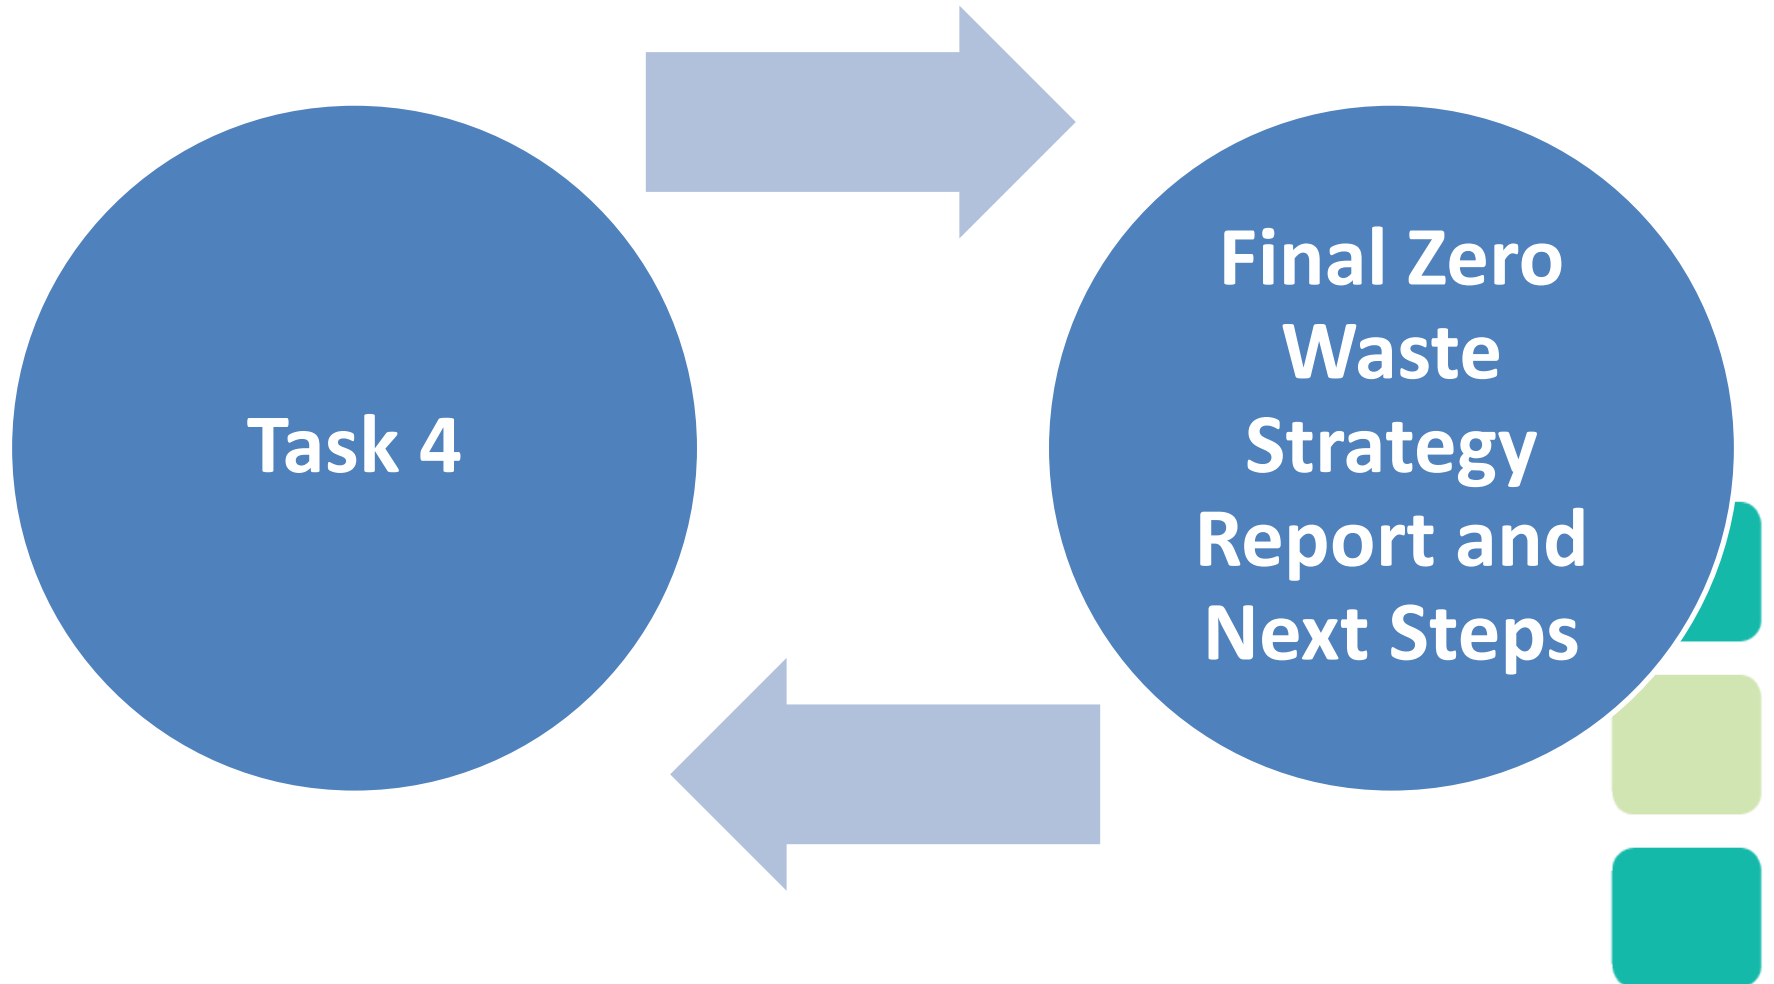 Task 4
Final Zero
Waste
Strategy
Report and
Next Steps